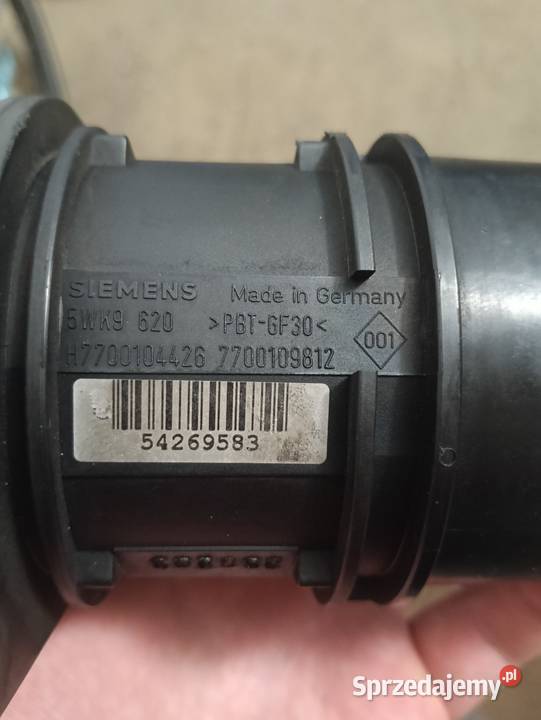 SIEMENS Made in Germany
5WK9 620 >PBT-GF30<
H7700104426 7700109812
001
54269583
Sprzedajemy.pl